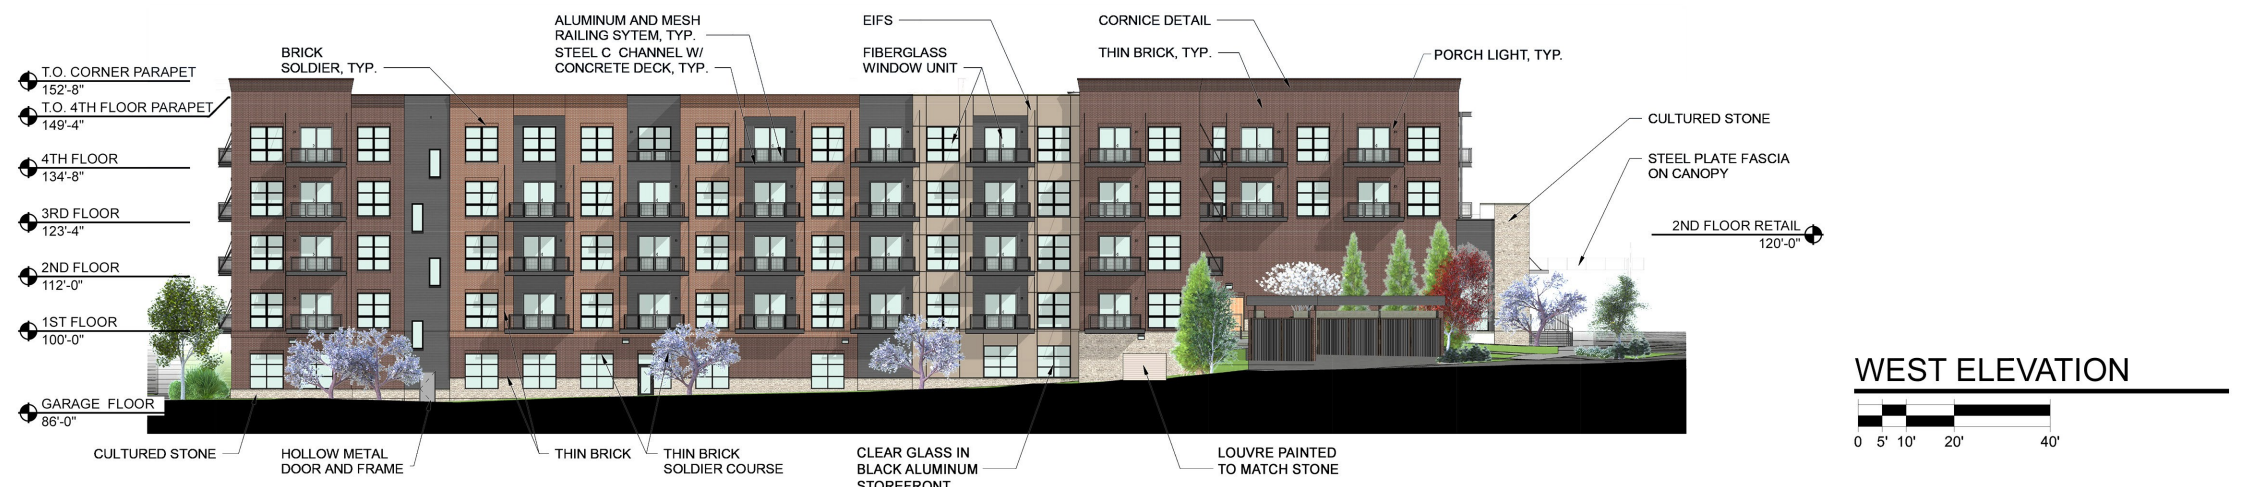 ALUMINUM AND MESH
RAILING SYTEM, TYP.
STEEL C CHANNEL W/
CONCRETE DECK, TYP.
EIFS
FIBERGLASS
WINDOW UNIT
CORNICE DETAIL
THIN BRICK, TYP.
PORCH LIGHT, TYP.
BRICK
SOLDIER, TYP.
T.O. CORNER PARAPET
152'-8"
T.O. 4TH FLOOR PARAPET
149'-4"
4TH FLOOR
134'-8"
3RD FLOOR
123'-4"
2ND FLOOR
112'-0"
1ST FLOOR
100'-0"
GARAGE FLOOR
86'-0"
CULTURED STONE
STEEL PLATE FASCIA
ON CANOPY
2ND FLOOR RETAIL
120'-0"
CULTURED STONE
HOLLOW METAL
DOOR AND FRAME
THIN BRICK
THIN BRICK
SOLDIER COURSE
CLEAR GLASS IN
BLACK ALUMINUM
STOREFRONT
LOUVRE PAINTED
TO MATCH STONE
WEST ELEVATION
0 5' 10' 20' 40'